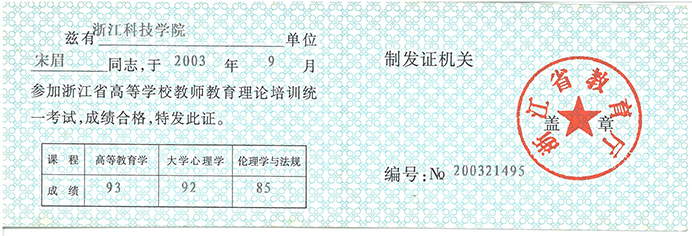 兹有浙江科技学院单位
宋眉同志,于 2003 年 9 月
参加浙江省高等学校教师教育理论培训统
一考试,成绩合格,特发此证。
课 程 高等教育学 大学心理学 伦理学与法规
成 绩 93 92 85
制发证机关
浙江省教育厅
盖 章
编号:№ 200321495